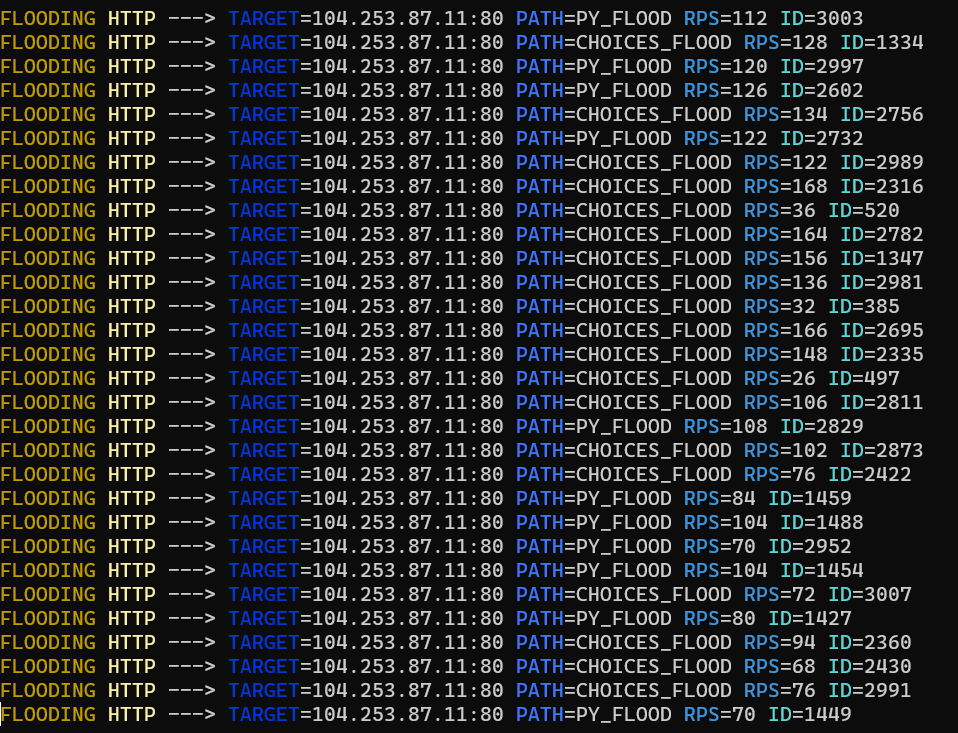 FLOODING HTTP ---> TARGET=104.253.87.11:80 PATH=PY_FLOOD RPS=112 ID=3003
FLOODING HTTP ---> TARGET=104.253.87.11:80 PATH=CHOICES_FLOOD RPS=128 ID=1334
FLOODING HTTP ---> TARGET=104.253.87.11:80 PATH=PY_FLOOD RPS=120 ID=2997
FLOODING HTTP ---> TARGET=104.253.87.11:80 PATH=PY_FLOOD RPS=126 ID=2602
FLOODING HTTP ---> TARGET=104.253.87.11:80 PATH=CHOICES_FLOOD RPS=134 ID=2756
FLOODING HTTP ---> TARGET=104.253.87.11:80 PATH=PY_FLOOD RPS=122 ID=2732
FLOODING HTTP ---> TARGET=104.253.87.11:80 PATH=CHOICES_FLOOD RPS=122 ID=2989
FLOODING HTTP ---> TARGET=104.253.87.11:80 PATH=CHOICES_FLOOD RPS=168 ID=2316
FLOODING HTTP ---> TARGET=104.253.87.11:80 PATH=CHOICES_FLOOD RPS=36 ID=520
FLOODING HTTP ---> TARGET=104.253.87.11:80 PATH=CHOICES_FLOOD RPS=164 ID=2782
FLOODING HTTP ---> TARGET=104.253.87.11:80 PATH=CHOICES_FLOOD RPS=156 ID=1347
FLOODING HTTP ---> TARGET=104.253.87.11:80 PATH=CHOICES_FLOOD RPS=136 ID=2981
FLOODING HTTP ---> TARGET=104.253.87.11:80 PATH=CHOICES_FLOOD RPS=32 ID=385
FLOODING HTTP ---> TARGET=104.253.87.11:80 PATH=CHOICES_FLOOD RPS=166 ID=2695
FLOODING HTTP ---> TARGET=104.253.87.11:80 PATH=CHOICES_FLOOD RPS=148 ID=2335
FLOODING HTTP ---> TARGET=104.253.87.11:80 PATH=CHOICES_FLOOD RPS=26 ID=497
FLOODING HTTP ---> TARGET=104.253.87.11:80 PATH=CHOICES_FLOOD RPS=106 ID=2811
FLOODING HTTP ---> TARGET=104.253.87.11:80 PATH=PY_FLOOD RPS=108 ID=2829
FLOODING HTTP ---> TARGET=104.253.87.11:80 PATH=CHOICES_FLOOD RPS=102 ID=2873
FLOODING HTTP ---> TARGET=104.253.87.11:80 PATH=CHOICES_FLOOD RPS=76 ID=2422
FLOODING HTTP ---> TARGET=104.253.87.11:80 PATH=PY_FLOOD RPS=84 ID=1459
FLOODING HTTP ---> TARGET=104.253.87.11:80 PATH=PY_FLOOD RPS=104 ID=1488
FLOODING HTTP ---> TARGET=104.253.87.11:80 PATH=PY_FLOOD RPS=70 ID=2952
FLOODING HTTP ---> TARGET=104.253.87.11:80 PATH=PY_FLOOD RPS=104 ID=1454
FLOODING HTTP ---> TARGET=104.253.87.11:80 PATH=CHOICES_FLOOD RPS=72 ID=3007
FLOODING HTTP ---> TARGET=104.253.87.11:80 PATH=PY_FLOOD RPS=80 ID=1427
FLOODING HTTP ---> TARGET=104.253.87.11:80 PATH=CHOICES_FLOOD RPS=94 ID=2360
FLOODING HTTP ---> TARGET=104.253.87.11:80 PATH=CHOICES_FLOOD RPS=68 ID=2430
FLOODING HTTP ---> TARGET=104.253.87.11:80 PATH=CHOICES_FLOOD RPS=76 ID=2991
FLOODING HTTP ---> TARGET=104.253.87.11:80 PATH=PY_FLOOD RPS=70 ID=1449